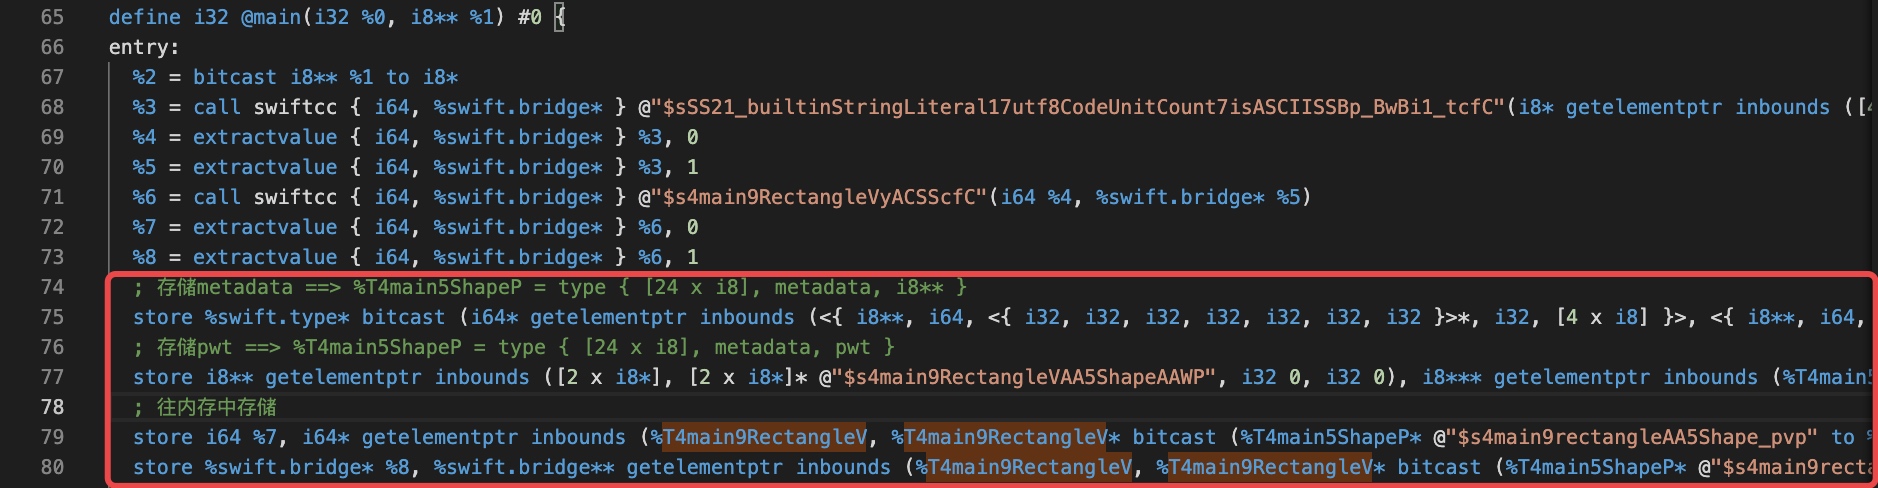 65 define i32 @main(i32 %0, i8** %1) #0 {
66 entry:
67 %2 = bitcast i8** %1 to i8*
68 %3 = call swiftcc { i64, %swift.bridge* } @"$sSS21_builtinStringLiteral17utf8CodeUnitCount7isASCIISSBp_BwBi1_tcfC"(i8* getelementptr inbounds ([4
69 %4 = extractvalue { i64, %swift.bridge* } %3, 0
70 %5 = extractvalue { i64, %swift.bridge* } %3, 1
71 %6 = call swiftcc { i64, %swift.bridge* } @"$s4main9RectangleVyACSScfC"(i64 %4, %swift.bridge* %5)
72 %7 = extractvalue { i64, %swift.bridge* } %6, 0
73 %8 = extractvalue { i64, %swift.bridge* } %6, 1
74 ; 存储metadata ==> %T4main5ShapeP = type { [24 x i8], metadata, i8** }
75 store %swift.type* bitcast (i64* getelementptr inbounds (<{ i8**, i64, <{ i32, i32, i32, i32, i32, i32, i32 }>*, i32, [4 x i8] }>, <{ i8**, i64,
76 ; 存储pwt ==> %T4main5ShapeP = type { [24 x i8], metadata, pwt }
77 store i8** getelementptr inbounds ([2 x i8*], [2 x i8*]* @"$s4main9RectangleVAA5ShapeAAWP", i32 0, i32 0), i8*** getelementptr inbounds (%T4main5
78 ; 往内存中存储
79 store i64 %7, i64* getelementptr inbounds (%T4main9RectangleV, %T4main9RectangleV* bitcast (%T4main5ShapeP* @"$s4main9rectangleAA5Shape_pvp" to %
80 store %swift.bridge* %8, %swift.bridge** getelementptr inbounds (%T4main9RectangleV, %T4main9RectangleV* bitcast (%T4main5ShapeP* @"$s4main9recta